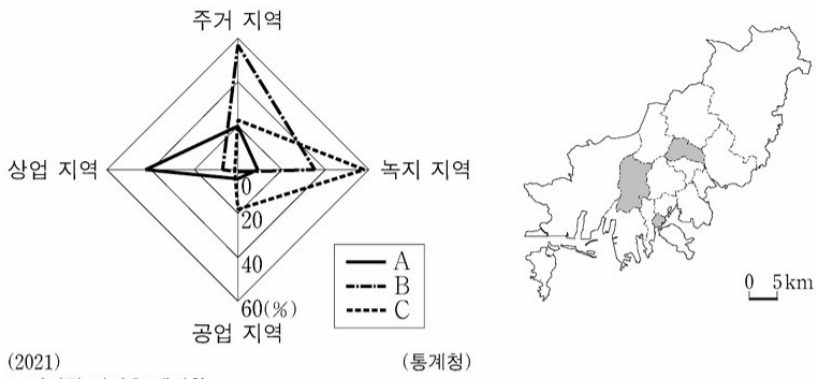 주거 지역
상업 지역
녹지 지역
0
20
40
60(%)
공업 지역
A
B
C
0 5km
(2021)
(통계청)